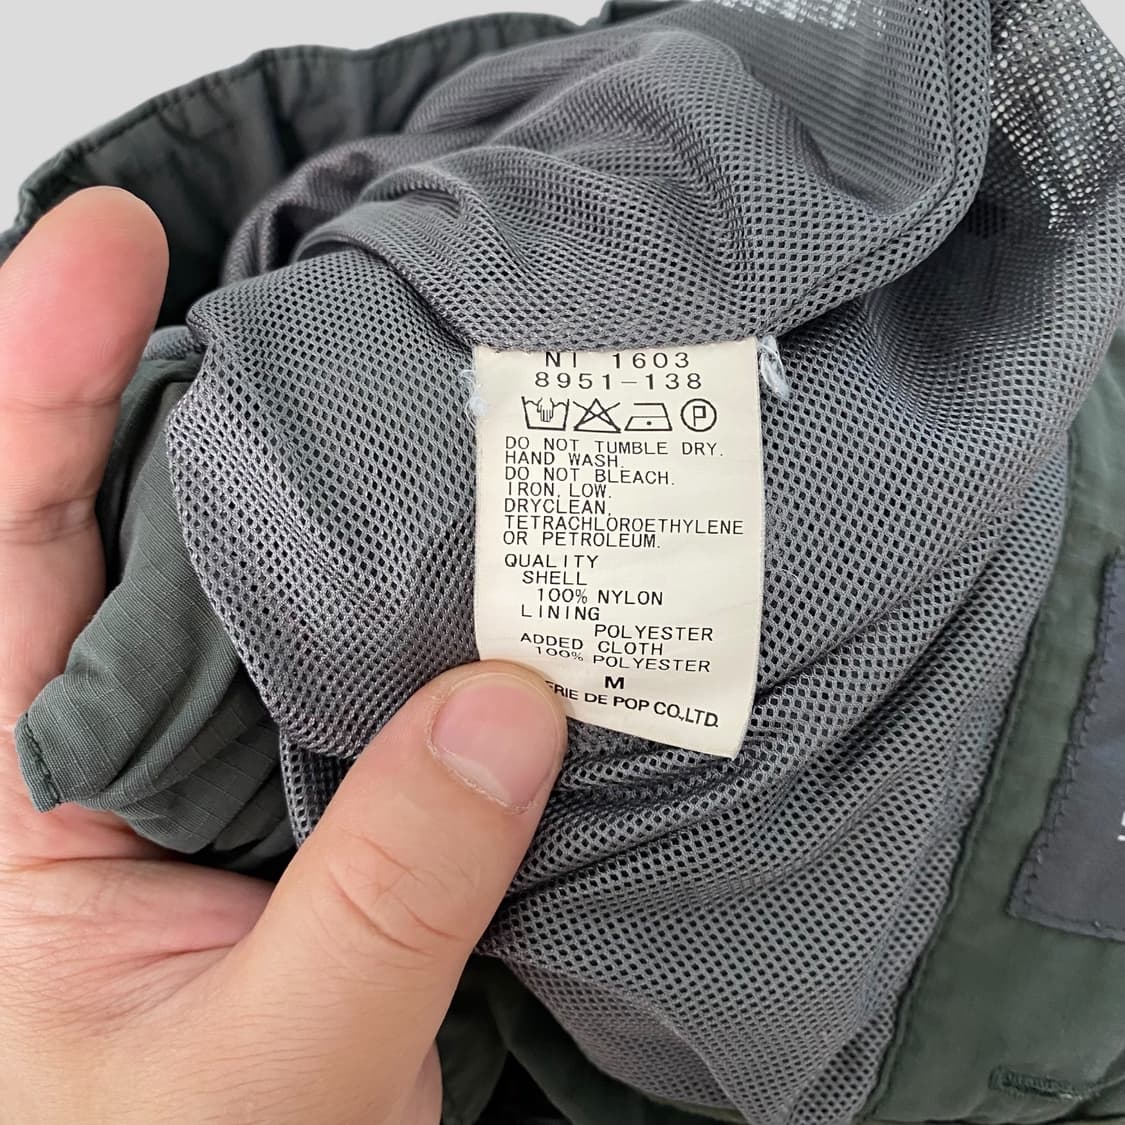 NI 1603
8951-138
P
DO NOT TUMBLE DRY.
HAND WASH.
DO NOT BLEACH.
IRON, LOW.
DRYCLEAN,
TETRACHLOROETHYLENE
OR PETROLEUM.
QUALITY
SHELL
100% NYLON
LINING
POLYESTER
ADDED CLOTH
100% POLYESTER
M
DE POP CO.,LTD.